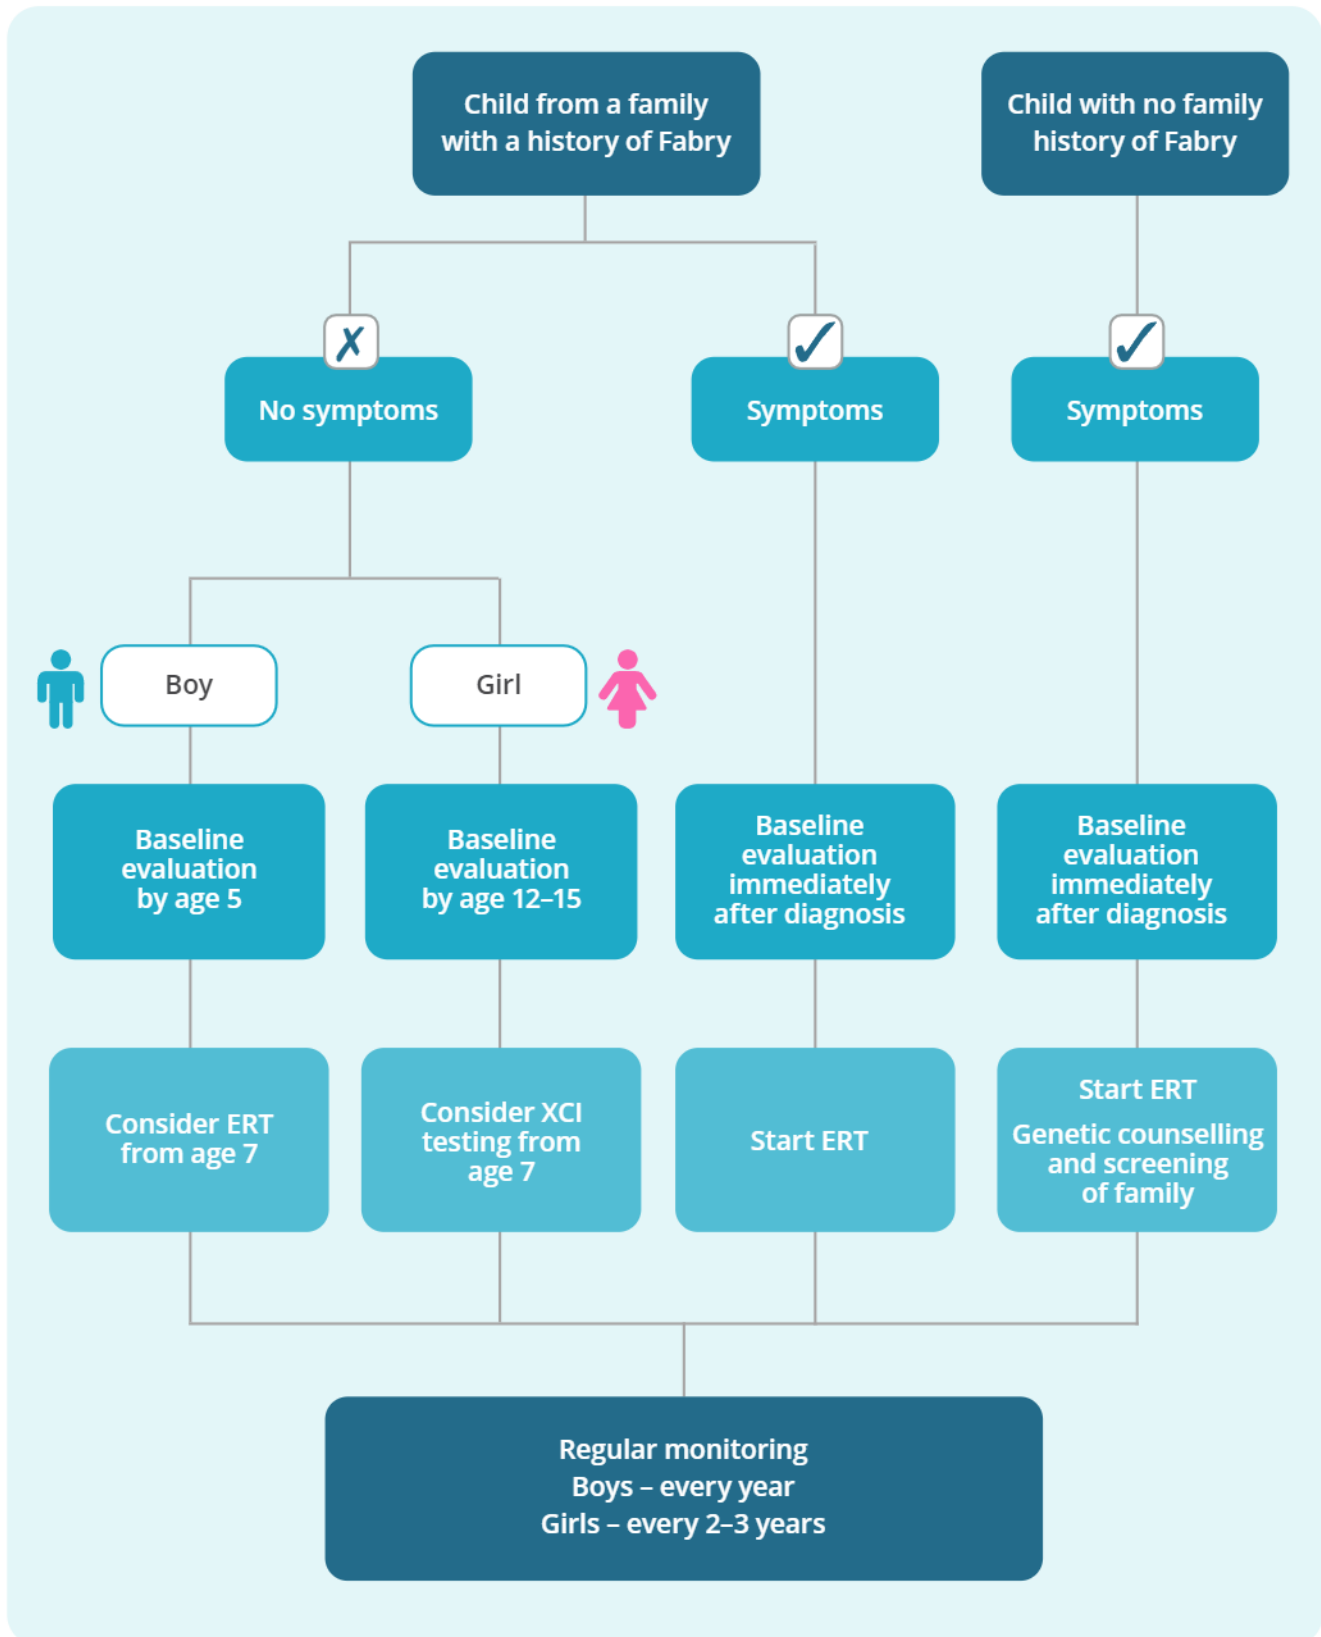 Child from a family
with a history of Fabry
Child with no family
history of Fabry
No symptoms
Symptoms
Symptoms
Boy
Girl
Baseline
evaluation
by age 5
Baseline
evaluation
by age 12–15
Baseline
evaluation
immediately
after diagnosis
Baseline
evaluation
immediately
after diagnosis
Consider ERT
from age 7
Consider XCI
testing from
age 7
Start ERT
Start ERT
Genetic counselling
and screening
of family
Regular monitoring
Boys – every year
Girls – every 2–3 years